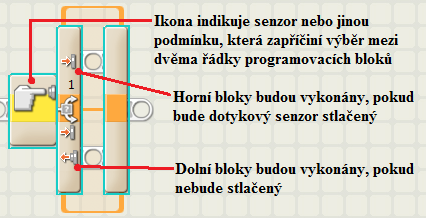 Ikona indikuje senzor nebo jinou
podmínku, která zapříčiní výběr mezi
dvěma řádky programovacích bloků
1
Horní bloky budou vykonány, pokud
bude dotykový senzor stlačený
Dolní bloky budou vykonány, pokud
nebude stlačený